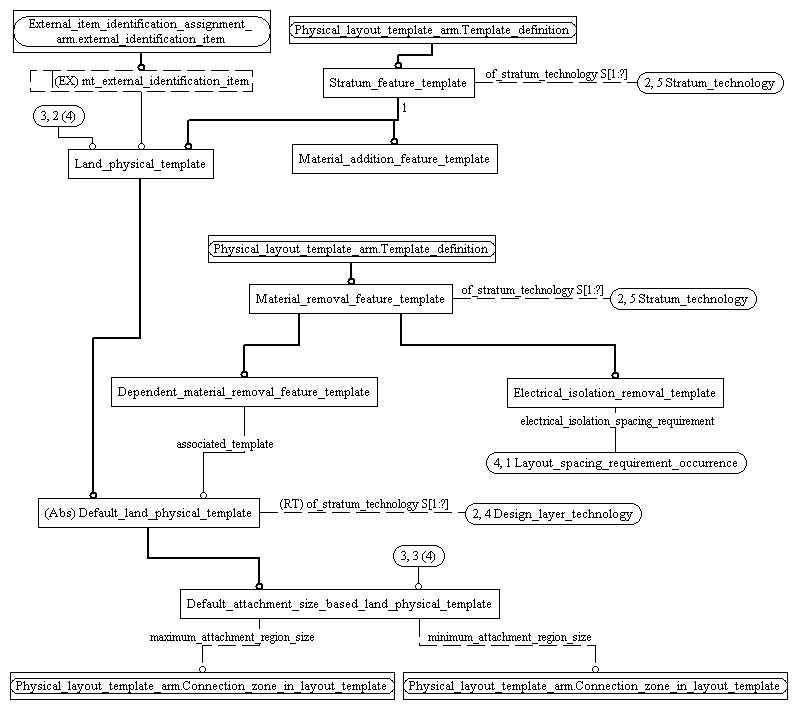 External_item_identification_assignment_
arm.external_identification_item
Physical_layout_template_arm.Template_definition
(EX) mt_external_identification_item
Stratum_feature_template
of_stratum_technology S[1:?]
2, 5 Stratum_technology
3, 2 (4)
1
Land_physical_template
Material_addition_feature_template
Physical_layout_template_arm.Template_definition
Material_removal_feature_template
of_stratum_technology S[1:?]
2, 5 Stratum_technology
Dependent_material_removal_feature_template
Electrical_isolation_removal_template
electrical_isolation_spacing_requirement
associated_template
4, 1 Layout_spacing_requirement_occurrence
(Abs) Default_land_physical_template
(RT) of_stratum_technology S[1:?]
2, 4 Design_layer_technology
3, 3 (4)
Default_attachment_size_based_land_physical_template
maximum_attachment_region_size
minimum_attachment_region_size
Physical_layout_template_arm.Connection_zone_in_layout_template
Physical_layout_template_arm.Connection_zone_in_layout_template